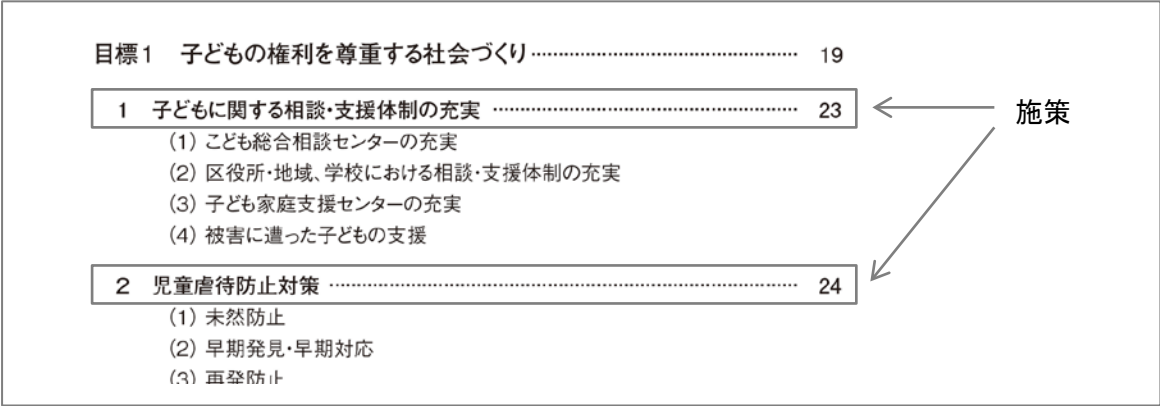 目標1 子どもの権利を尊重する社会づくり 19
1 子どもに関する相談・支援体制の充実 23
施策
(1) こども総合相談センターの充実
(2) 区役所・地域、学校における相談・支援体制の充実
(3) 子ども家庭支援センターの充実
(4) 被害に遭った子どもの支援
2 児童虐待防止対策 24
(1) 未然防止
(2) 早期発見・早期対応
(3) 再発防止